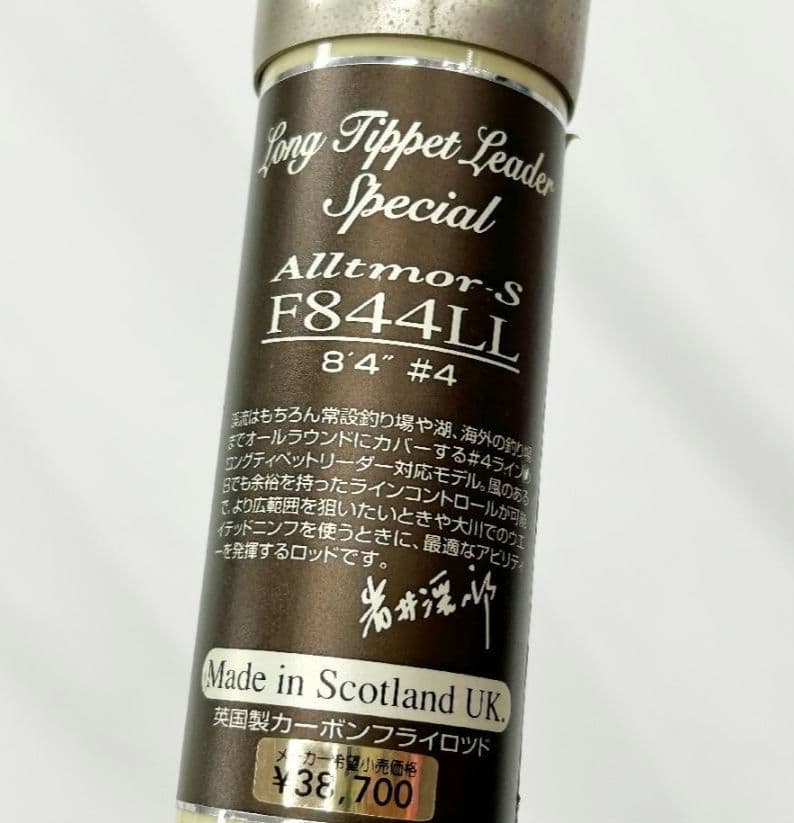 Long Tippet Leader
Special
Alltmor-S
F844LL
8'4" #4
渓流はもちろん常設釣り場や湖、海外の釣り場
までオールラウンドにカバーする#4ライン
ロングティペットリーダー対応モデル。風のある
日でも余裕を持ったラインコントロールが可能
で、より広範囲を狙いたいときや大川でのウエ
イテッドニンフを使うときに、最適なアビリティ
ーを発揮するロッドです。
岩井渓一郎
Made in Scotland UK.
英国製カーボンフライロッド
メーカー希望小売価格
¥38,700